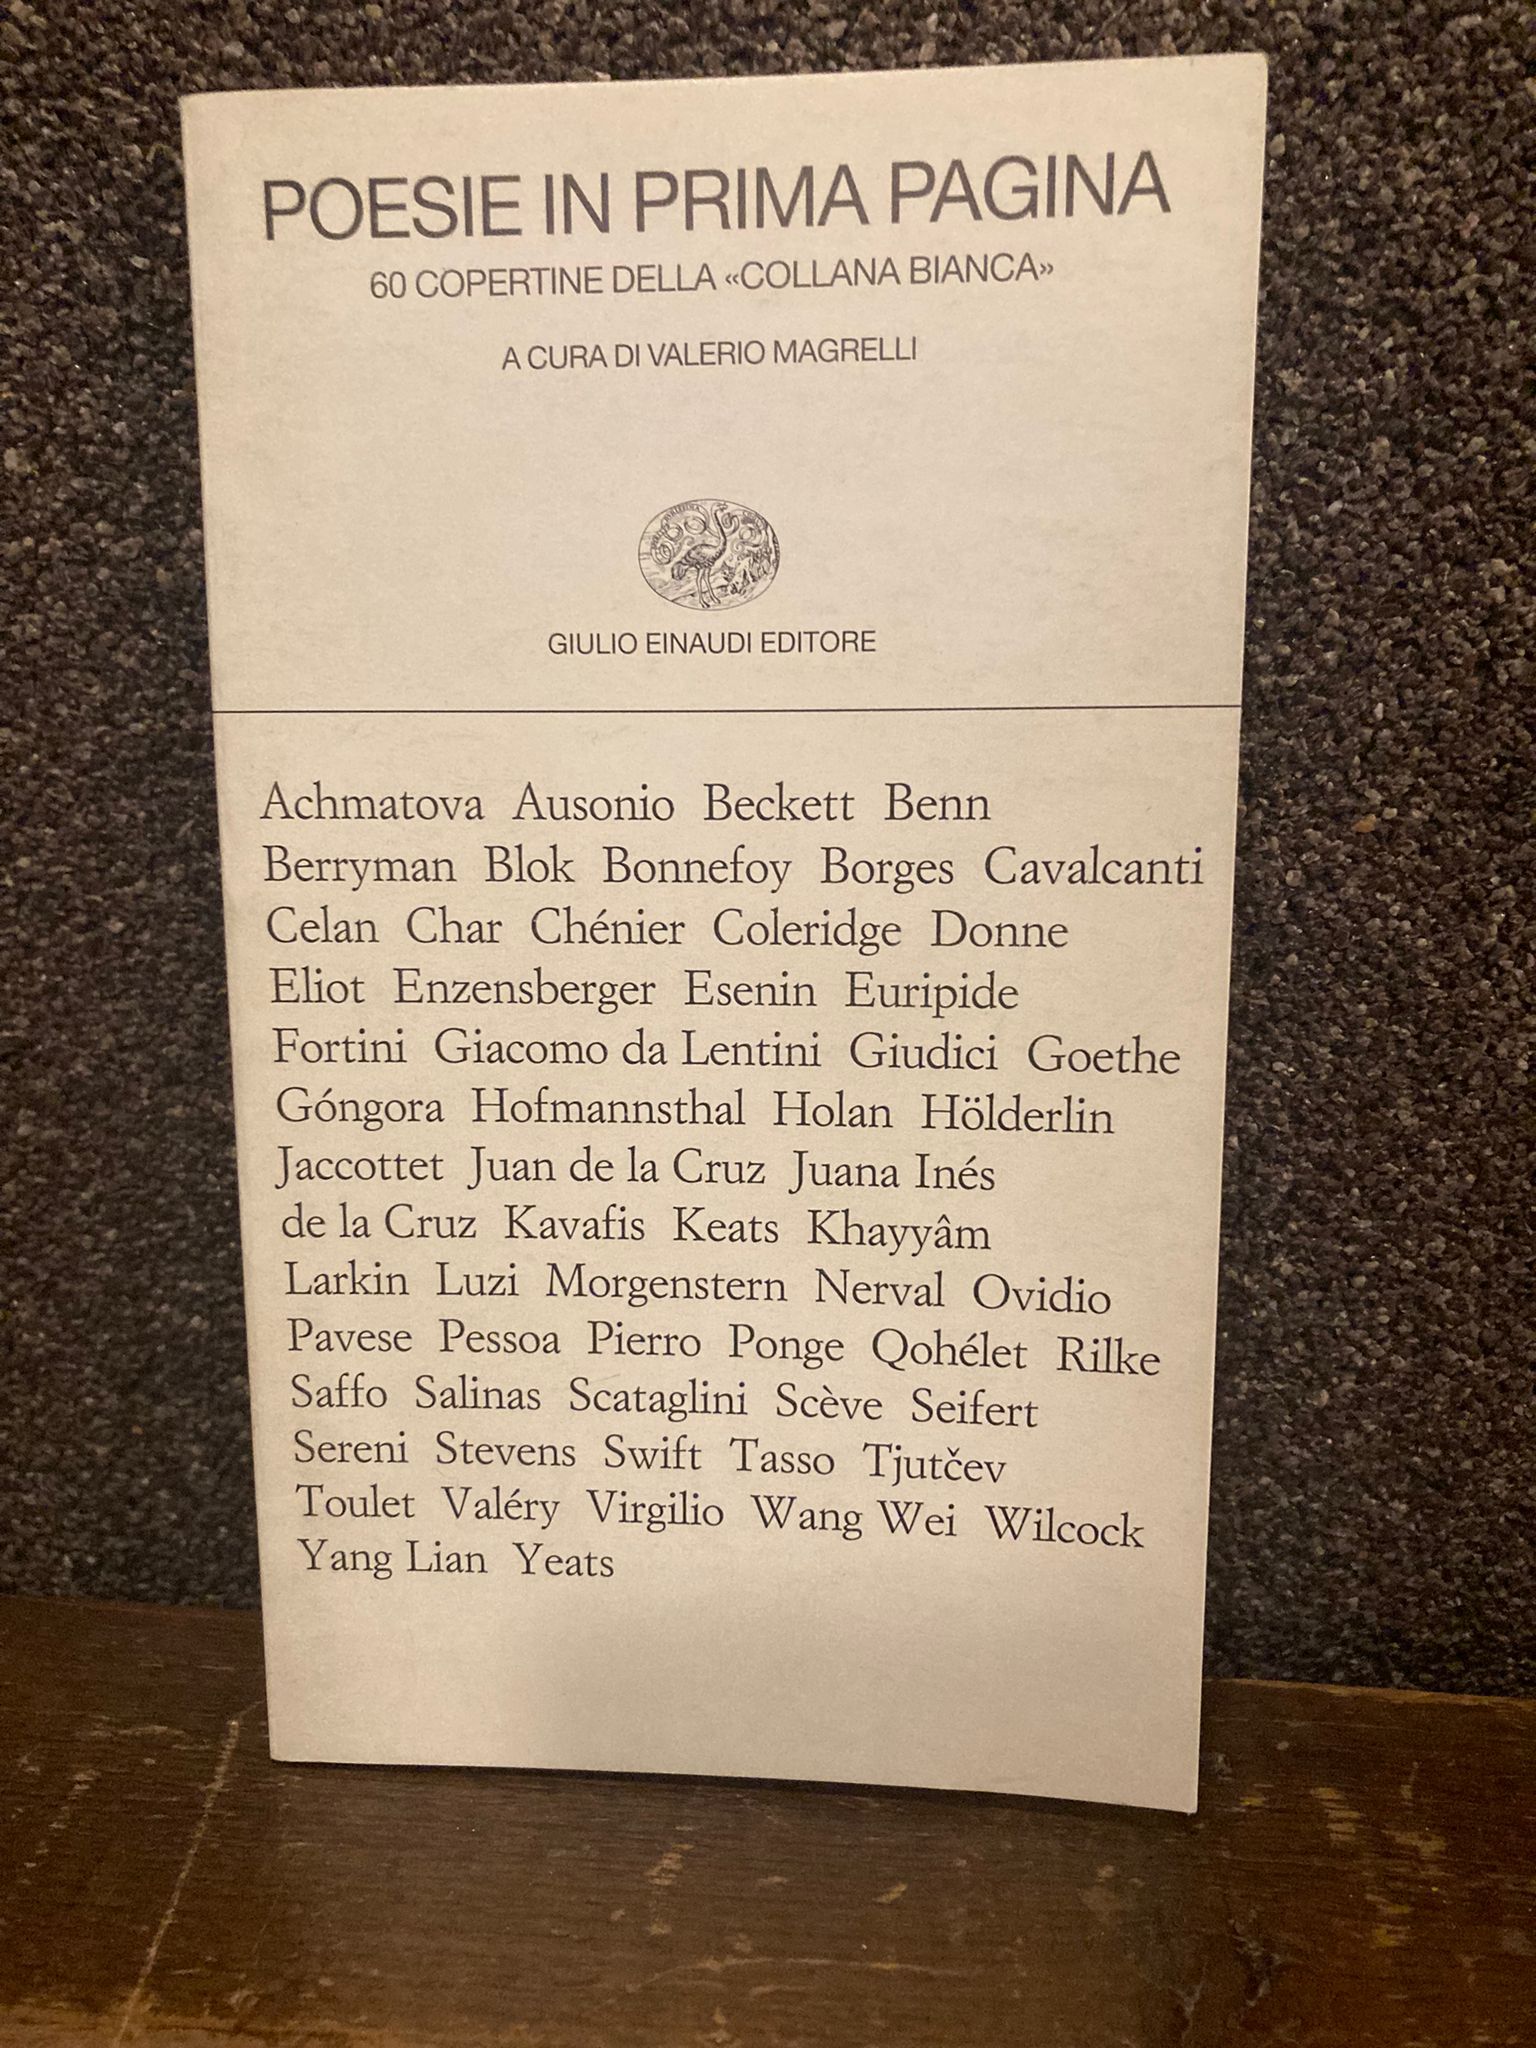 POESIE IN PRIMA PAGINA
60 COPERTINE DELLA «COLLANA BIANCA»
A CURA DI VALERIO MAGRELLI
GIULIO EINAUDI EDITORE
Achmatova Ausonio Beckett Benn
Berryman Blok Bonnefoy Borges Cavalcanti
Celan Char Chénier Coleridge Donne
Eliot Enzensberger Esenin Euripide
Fortini Giacomo da Lentini Giudici Goethe
Góngora Hofmannsthal Holan Hölderlin
Jaccottet Juan de la Cruz Juana Inés
de la Cruz Kavafis Keats Khayyâm
Larkin Luzi Morgenstern Nerval Ovidio
Pavese Pessoa Pierro Ponge Qohélet Rilke
Saffo Salinas Scataglini Scève Seifert
Sereni Stevens Swift Tasso Tjutčev
Toulet Valéry Virgilio Wang Wei Wilcock
Yang Lian Yeats